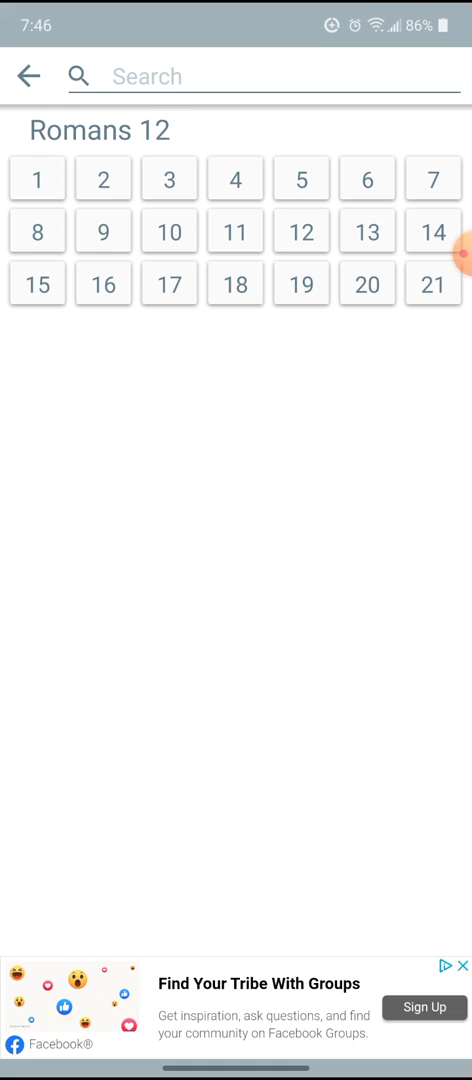 7:46
86%
Search
Romans 12
1 2 3 4 5 6 7
8 9 10 11 12 13 14
15 16 17 18 19 20 21
Find Your Tribe With Groups
Get inspiration, ask questions, and find
your community on Facebook Groups.
Sign Up
Facebook®